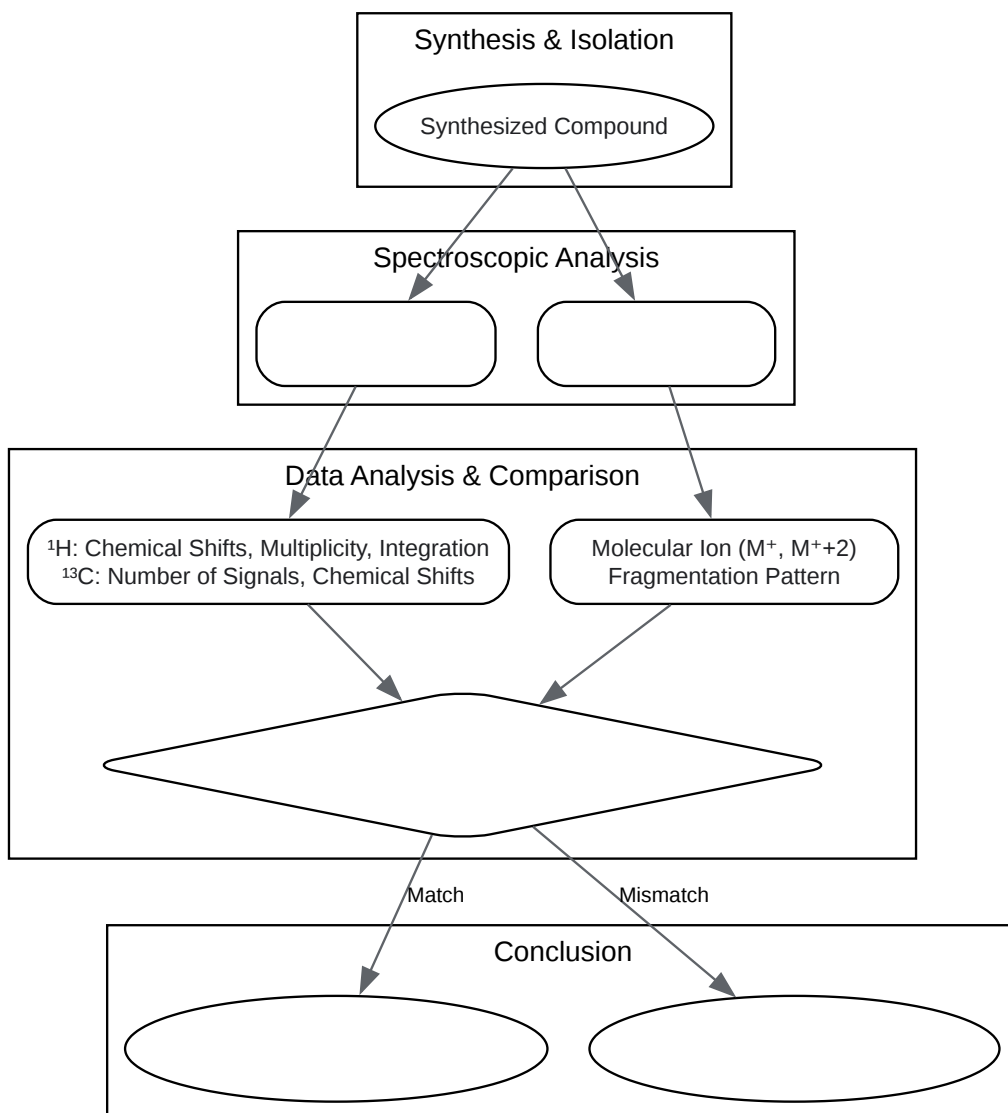 Synthesis & Isolation
Synthesized Compound
Spectroscopic Analysis
Data Analysis & Comparison
¹H: Chemical Shifts, Multiplicity, Integration
¹³C: Number of Signals, Chemical Shifts
Molecular Ion (M⁺, M⁺+2)
Fragmentation Pattern
Match
Mismatch
Conclusion